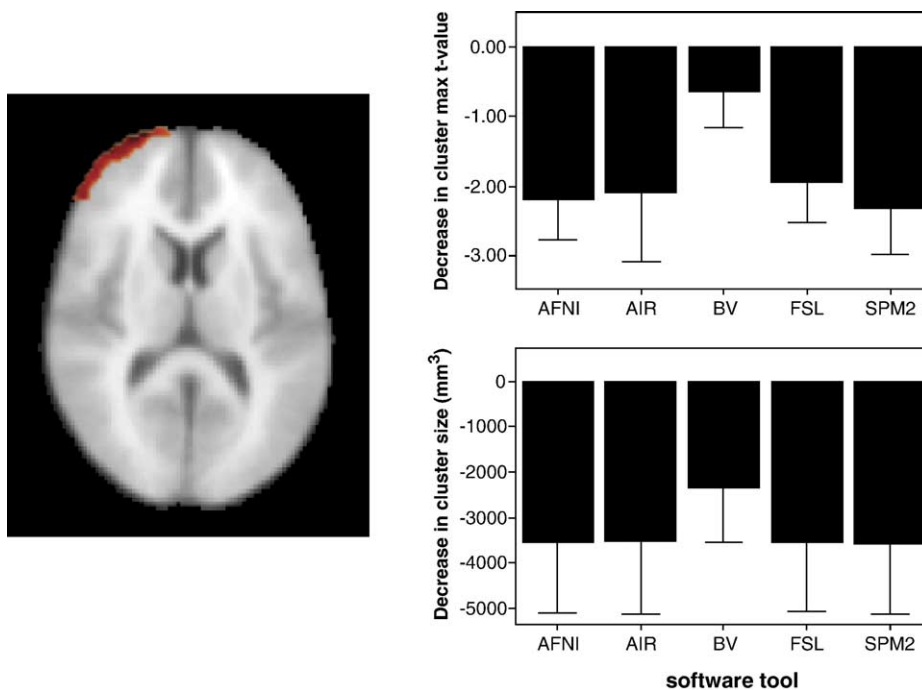 Decrease in cluster max t-value
0.00
-1.00
-2.00
-3.00
AFNI AIR BV FSL SPM2
Decrease in cluster size (mm³)
0
-1000
-2000
-3000
-4000
-5000
AFNI AIR BV FSL SPM2
software tool